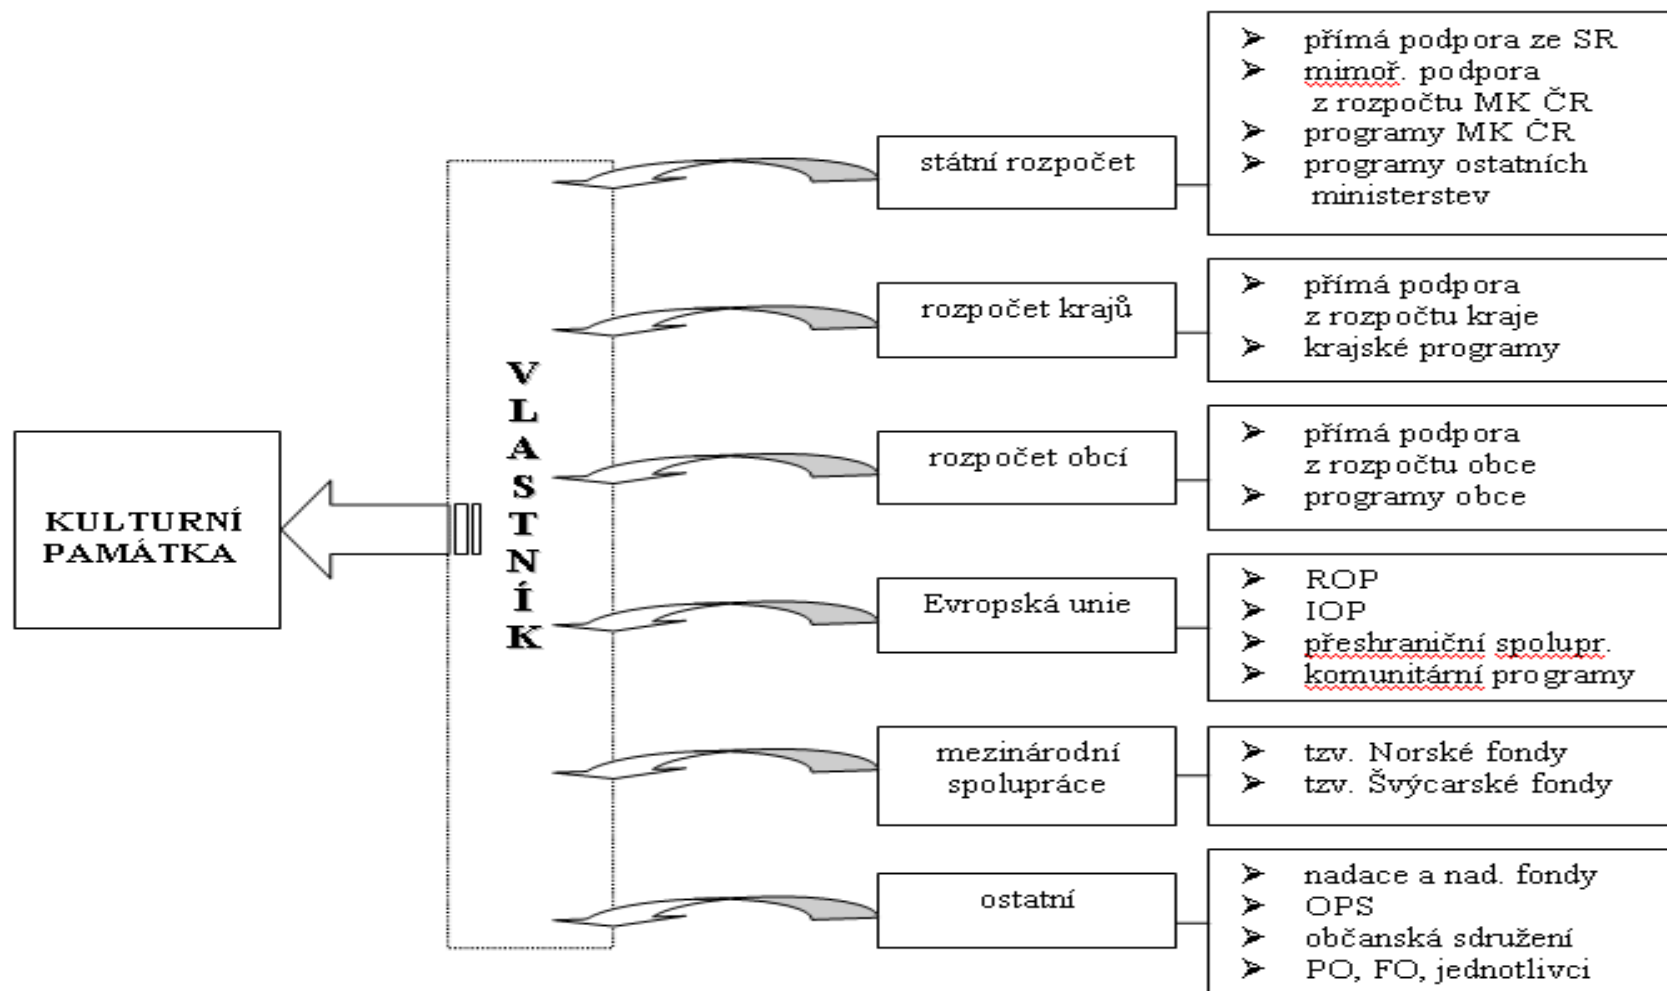 KULTURNÍ
PAMÁTKA
VLASTNÍK
státní rozpočet
přímá podpora ze SR
mimoř. podpora
z rozpočtu MK ČR
programy MK ČR
programy ostatních
ministerstev
rozpočet krajů
přímá podpora
z rozpočtu kraje
krajské programy
rozpočet obcí
přímá podpora
z rozpočtu obce
programy obce
Evropská unie
ROP
IOP
přeshraniční spolupr.
komunitární programy
mezinárodní
spolupráce
tzv. Norské fondy
tzv. Švýcarské fondy
ostatní
nadace a nad. fondy
OPS
občanská sdružení
PO, FO, jednotlivci